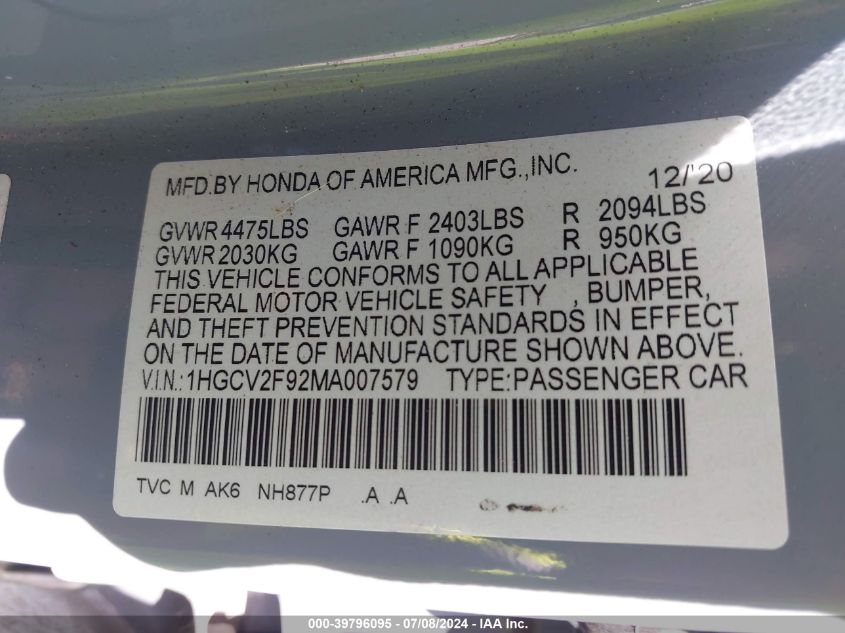 MFD.BY HONDA OF AMERICA MFG.,INC. 12/'20
GVWR 4475LBS GAWR F 2403LBS R 2094LBS
GVWR 2030KG GAWR F 1090KG R 950KG
THIS VEHICLE CONFORMS TO ALL APPLICABLE
FEDERAL MOTOR VEHICLE SAFETY , BUMPER,
AND THEFT PREVENTION STANDARDS IN EFFECT
ON THE DATE OF MANUFACTURE SHOWN ABOVE.
V.I.N.:1HGCV2F92MA007579 TYPE:PASSENGER CAR
TVC M AK6 NH877P .A .A
000-39796095 - 07/08/2024 - IAA Inc.